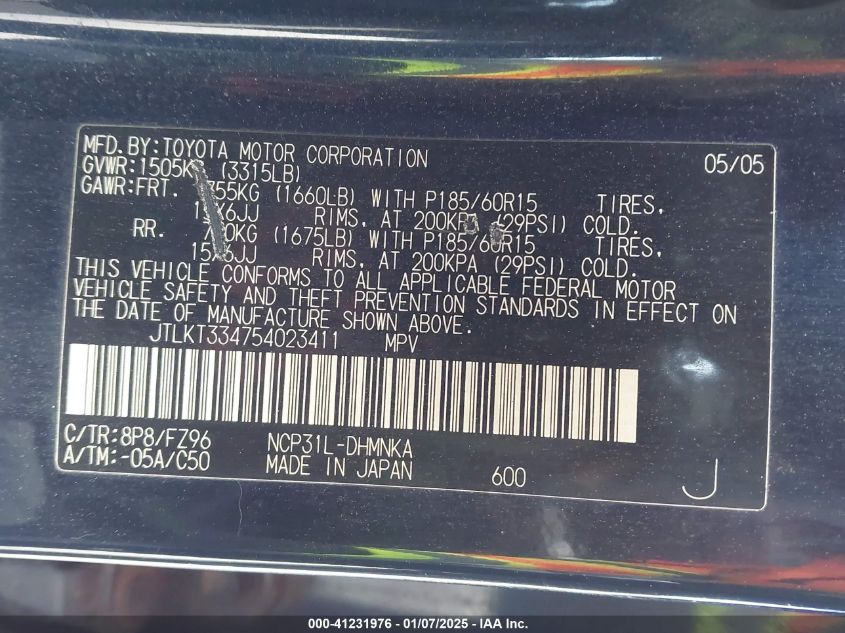 MFD.BY:TOYOTA MOTOR CORPORATION 05/05
GVWR:1505KG (3315LB)
GAWR:FRT. 755KG (1660LB) WITH P185/60R15 TIRES,
15X6JJ RIMS, AT 200KPA (29PSI) COLD.
RR. (1675LB) WITH P185/60R15 TIRES,
15X6JJ RIMS, AT 200KPA (29PSI) COLD.
THIS VEHICLE CONFORMS TO ALL APPLICABLE FEDERAL MOTOR
VEHICLE SAFETY AND THEFT PREVENTION STANDARDS IN EFFECT ON
THE DATE OF MANUFACTURE SHOWN ABOVE.
JTLKT334754023411 MPV
C/TR:8P8/FZ96 NCP31L-DHMNKA
A/TM:-05A/C50 MADE IN JAPAN 600 J
000-41231976 - 01/07/2025 - IAA Inc.